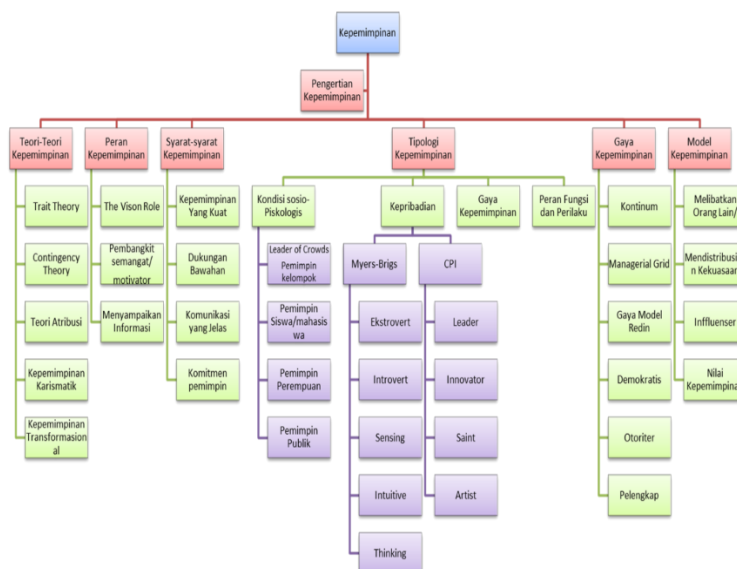 Kepemimpinan
Pengertian
Kepemimpinan
Teori-Teori
Kepemimpinan
Peran
Kepemimpinan
Syarat-syarat
Kepemimpinan
Tipologi
Kepemimpinan
Gaya
Kepemimpinan
Model
Kepemimpinan
Trait Theory
Contingency
Theory
Teori Atribusi
Kepemimpinan
Karismatik
Kepemimpinan
Transformasion
al
The Vison Role
Pembangkit
semangat/
motivator
Menyampaikan
Informasi
Kepemimpinan
Yang Kuat
Dukungan
Bawahan
Komunikasi
yang Jelas
Komitmen
pemimpin
Kondisi sosio-
Piskologis
Leader of Crowds
Pemimpin
kelompok
Pemimpin
Siswa/mahasis
wa
Pemimpin
Perempuan
Pemimpin
Publik
Kepribadian
Myers-Brigs
Ekstrovert
Introvert
Sensing
Intuitive
Thinking
CPI
Leader
Innovator
Saint
Artist
Gaya
Kepemimpinan
Peran Fungsi
dan Perilaku
Kontinum
Managerial Grid
Gaya Model
Redin
Demokratis
Otoriter
Pelengkap
Melibatkan
Orang Lain/
Mendistribusi
n Kekuasaan
Inffluenser
Nilai
Kepemimpina